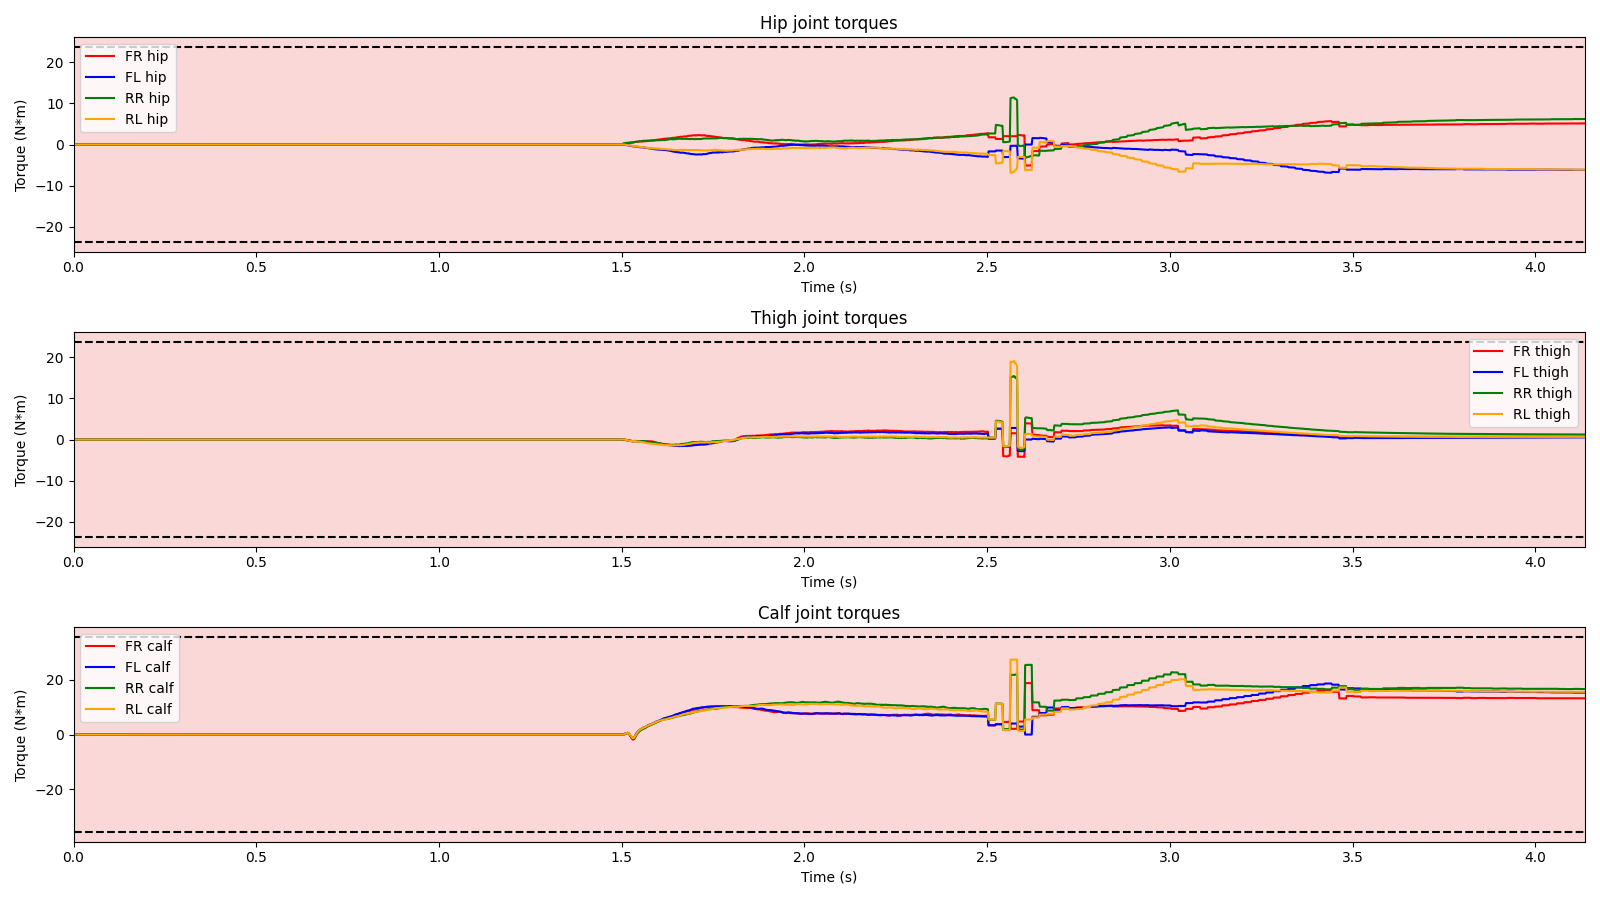 Hip joint torques
Torque (N*m)
20
10
0
−10
−20
FR hip
FL hip
RR hip
RL hip
0.0 0.5 1.0 1.5 2.0 2.5 3.0 3.5 4.0
Time (s)
Thigh joint torques
Torque (N*m)
20
10
0
−10
−20
FR thigh
FL thigh
RR thigh
RL thigh
0.0 0.5 1.0 1.5 2.0 2.5 3.0 3.5 4.0
Time (s)
Calf joint torques
Torque (N*m)
20
0
−20
FR calf
FL calf
RR calf
RL calf
0.0 0.5 1.0 1.5 2.0 2.5 3.0 3.5 4.0
Time (s)